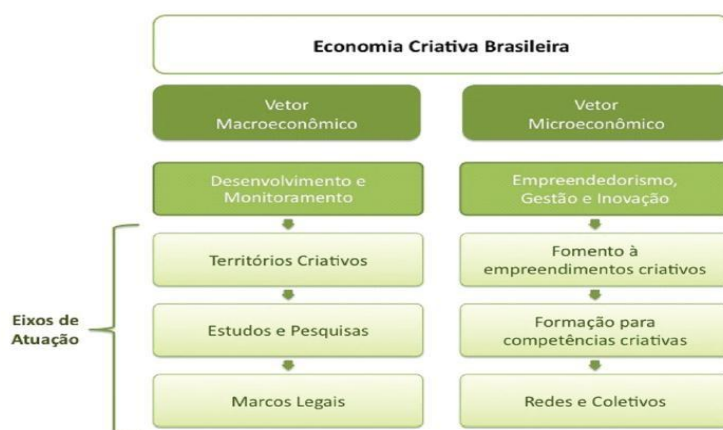 Economia Criativa Brasileira
Vetor
Macroeconômico
Vetor
Microeconômico
Desenvolvimento e
Monitoramento
Empreendedorismo,
Gestão e Inovação
Eixos de
Atuação
Territórios Criativos
Fomento à
empreendimentos criativos
Estudos e Pesquisas
Formação para
competências criativas
Marcos Legais
Redes e Coletivos